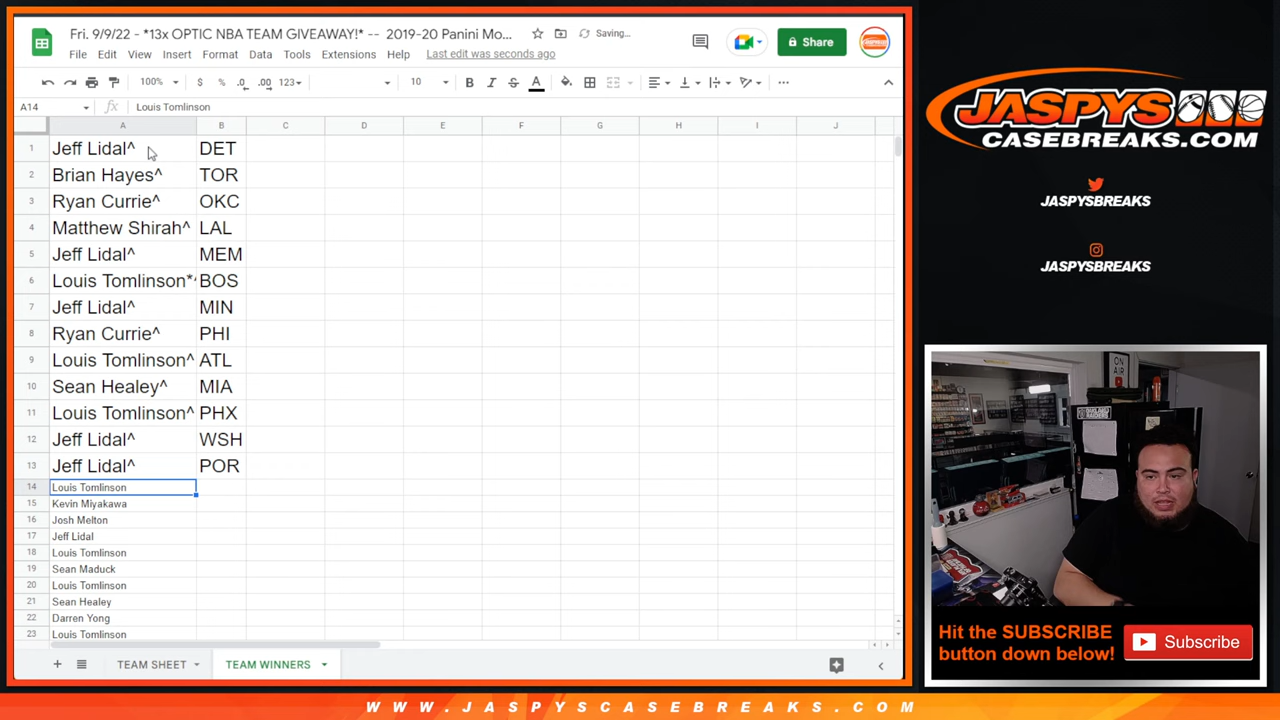 Fri. 9/9/22 - *13x OPTIC NBA TEAM GIVEAWAY!* -- 2019-20 Panini Mo...
Saving...
File Edit View Insert Format Data Tools Extensions Help Last edit was seconds ago
Share
100% $ % .0 .00 123 10 B I S A
A14 fx Louis Tomlinson
A B C D E F G H I J
1 Jeff Lidal^ DET
2 Brian Hayes^ TOR
3 Ryan Currie^ OKC
4 Matthew Shirah^ LAL
5 Jeff Lidal^ MEM
6 Louis Tomlinson* BOS
7 Jeff Lidal^ MIN
8 Ryan Currie^ PHI
9 Louis Tomlinson^ ATL
10 Sean Healey^ MIA
11 Louis Tomlinson^ PHX
12 Jeff Lidal^ WSH
13 Jeff Lidal^ POR
14 Louis Tomlinson
15 Kevin Miyakawa
16 Josh Melton
17 Jeff Lidal
18 Louis Tomlinson
19 Sean Maduck
20 Louis Tomlinson
21 Sean Healey
22 Darren Yong
23 Louis Tomlinson
TEAM SHEET TEAM WINNERS
JASPYS
CASEBREAKS.COM
JASPYSBREAKS
JASPYSBREAKS
ON
AIR
Hit the SUBSCRIBE
button down below!
Subscribe
WWW.JASPYSCASEBREAKS.COM